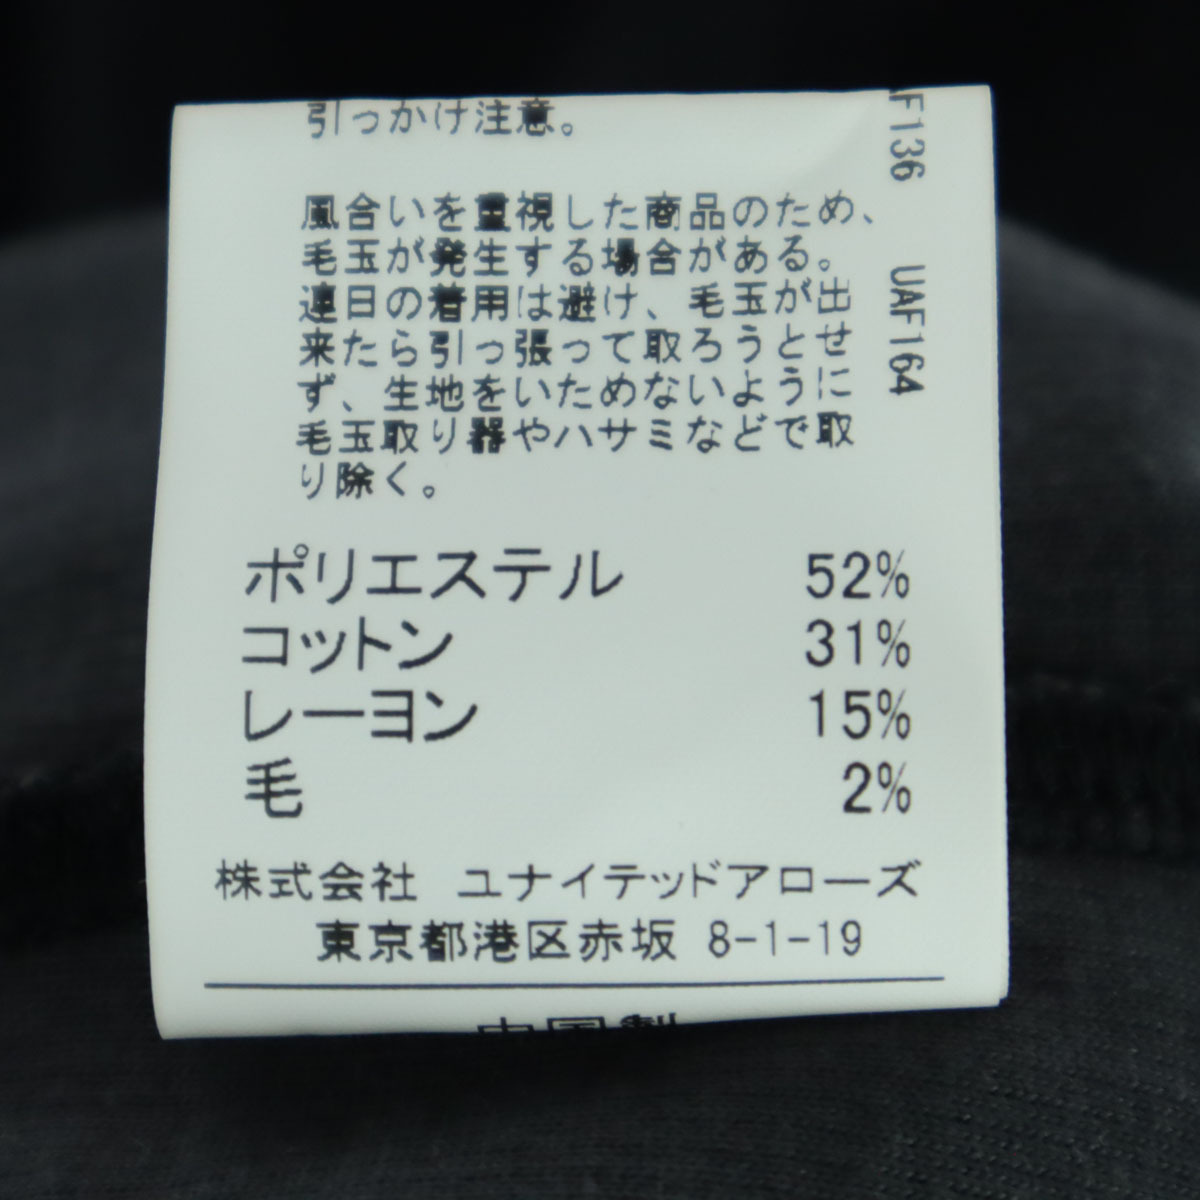 引っかけ注意。
風合いを重視した商品のため、
毛玉が発生する場合がある。
連日の着用は避け、毛玉が出
来たら引っ張って取ろうとせ
ず、生地をいためないように
毛玉取り器やハサミなどで取
り除く。
AF136
UAF164
ポリエステル 52%
コットン 31%
レーヨン 15%
毛 2%
株式会社 ユナイテッドアローズ
東京都港区赤坂 8-1-19
中国製